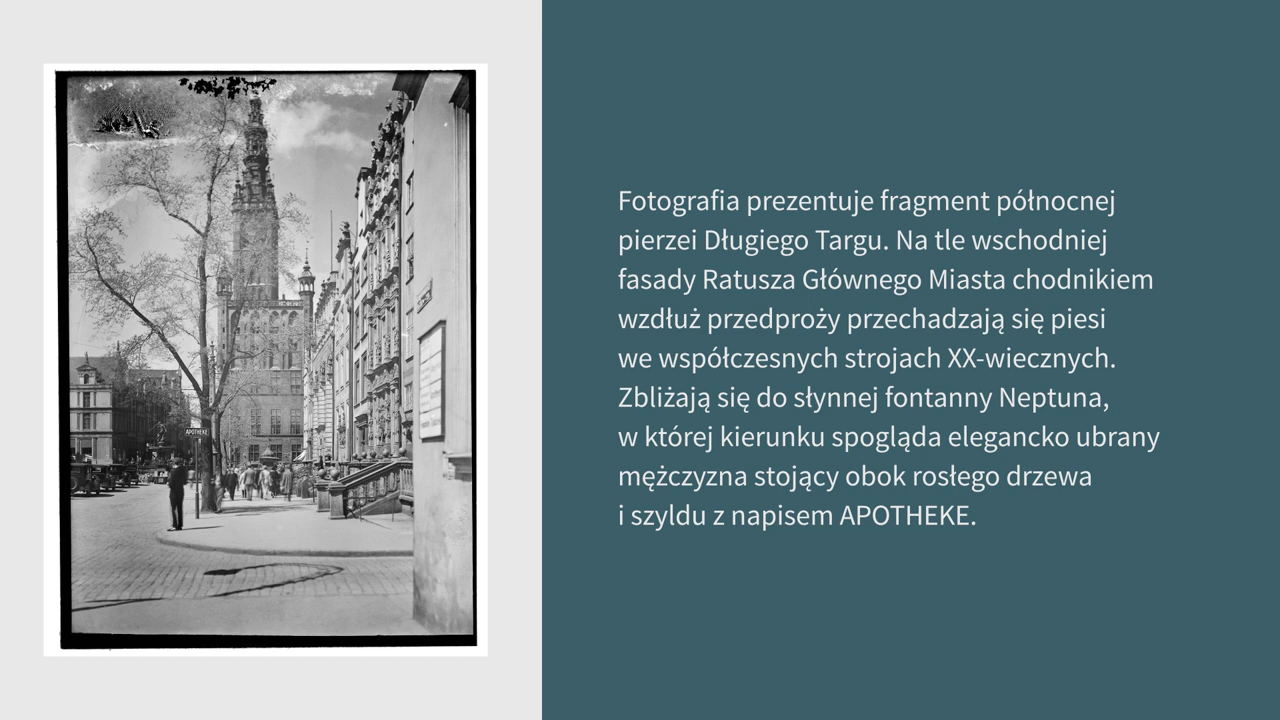 APOTHEKE
Fotografia prezentuje fragment północnej
pierzei Długiego Targu. Na tle wschodniej
fasady Ratusza Głównego Miasta chodnikiem
wzdłuż przedproży przechadzają się piesi
we współczesnych strojach XX-wiecznych.
Zbliżają się do słynnej fontanny Neptuna,
w której kierunku spogląda elegancko ubrany
mężczyzna stojący obok rosłego drzewa
i szyldu z napisem APOTHEKE.